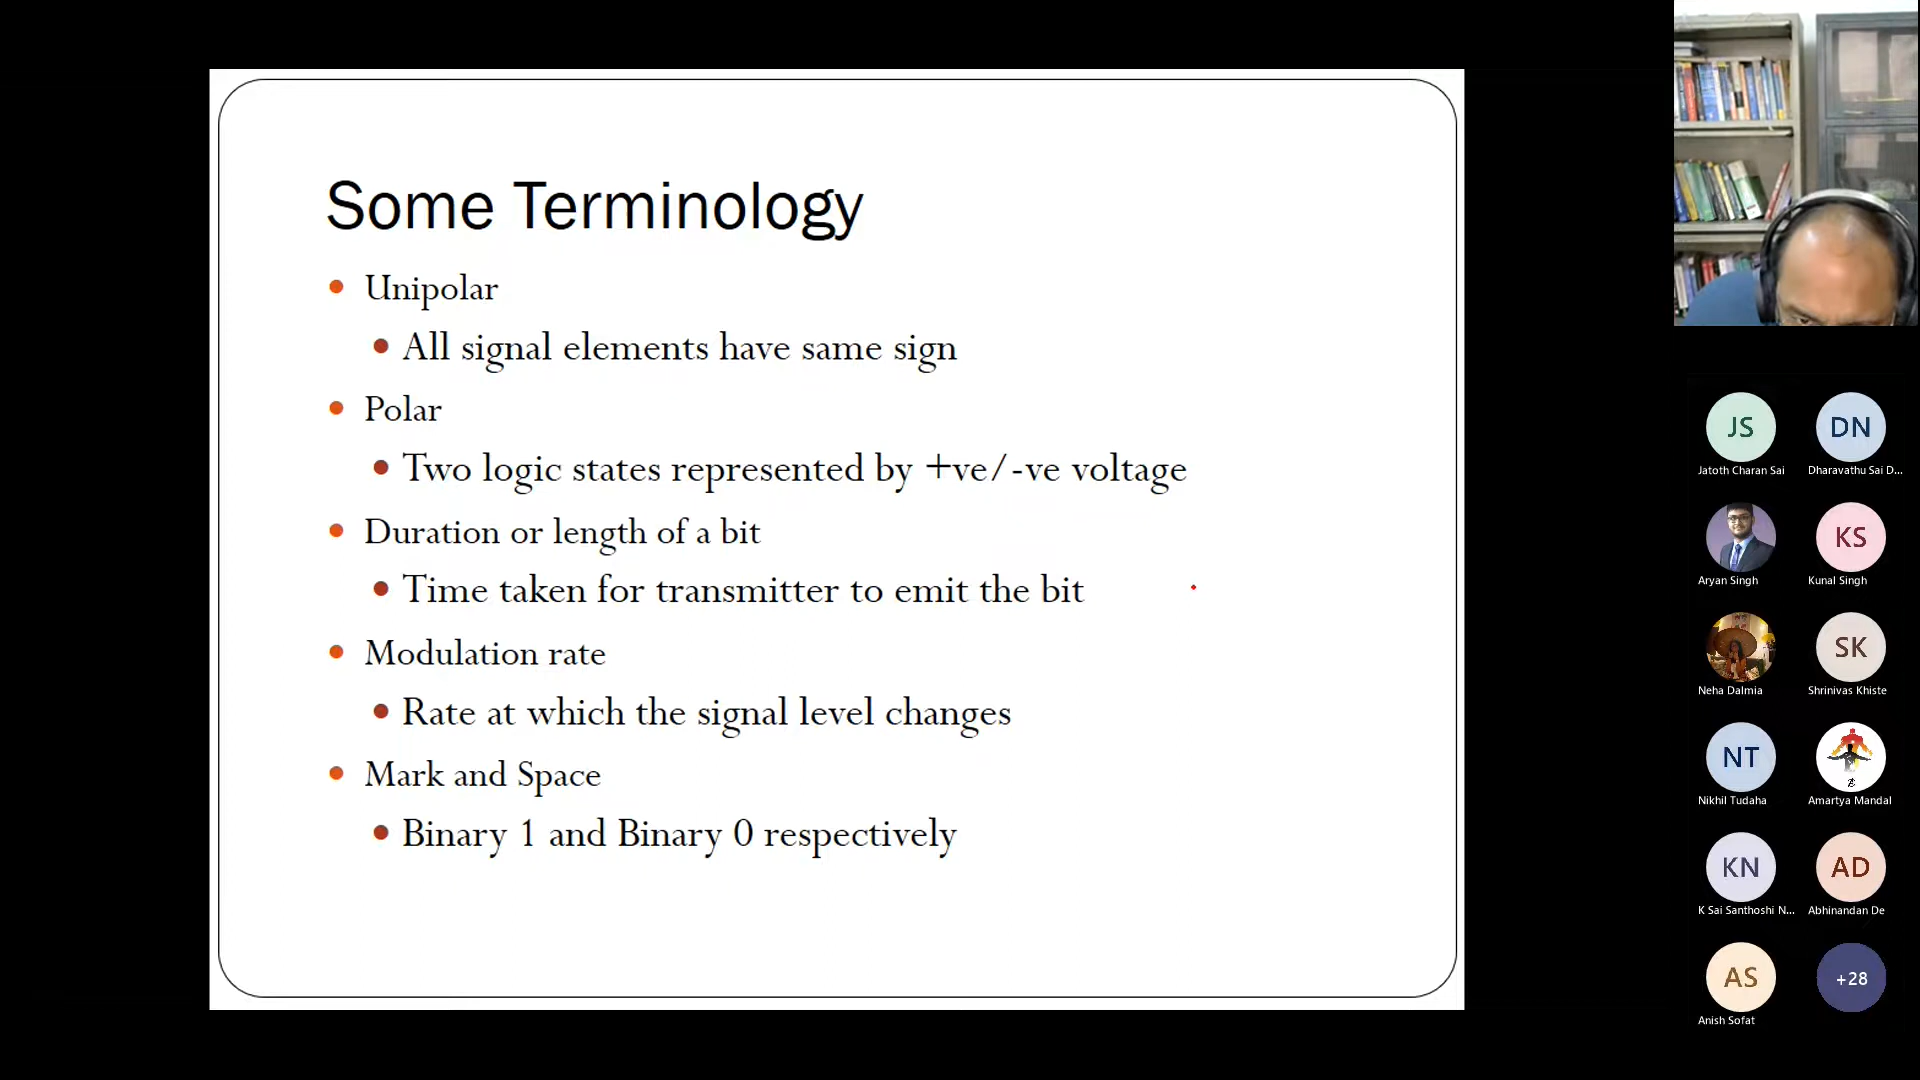 Some Terminology
Unipolar
All signal elements have same sign
Polar
Two logic states represented by +ve/-ve voltage
Duration or length of a bit
Time taken for transmitter to emit the bit
Modulation rate
Rate at which the signal level changes
Mark and Space
Binary 1 and Binary 0 respectively
JS
DN
Jatoth Charan Sai
Dharavathu Sai D...
KS
Aryan Singh
Kunal Singh
SK
Neha Dalmia
Shrinivas Khiste
NT
Nikhil Tudaha
Amartya Mandal
KN
AD
K Sai Santhoshi N...
Abhinandan De
AS
+28
Anish Sofat